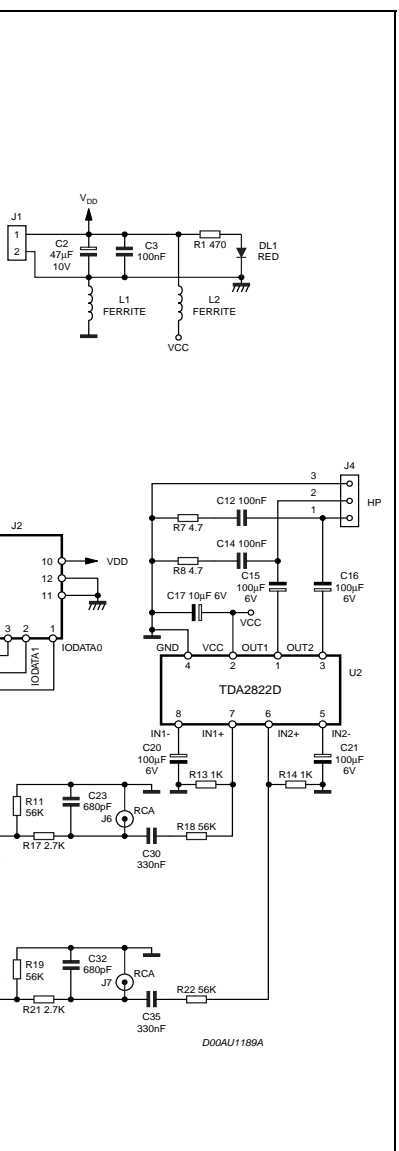 V_DD
J1
1
2
C2
47µF
10V
C3
100nF
R1 470
DL1
RED
L1
FERRITE
L2
FERRITE
VCC
J4
3
2
1
HP
C12 100nF
R7 4.7
C14 100nF
R8 4.7
C15
100µF
6V
C16
100µF
6V
C17 10µF 6V
VCC
J2
10
VDD
12
11
3 2 1
IODATA0
IODATA1
GND VCC OUT1 OUT2
4 2 1 3
U2
TDA2822D
8 7 6 5
IN1- IN1+ IN2+ IN2-
C20
100µF
6V
R13 1K
R14 1K
C21
100µF
6V
R11
56K
C23
680pF
RCA
J6
R18 56K
R17 2.7K
C30
330nF
R19
56K
C32
680pF
RCA
J7
R22 56K
R21 2.7K
C35
330nF
D00AU1189A